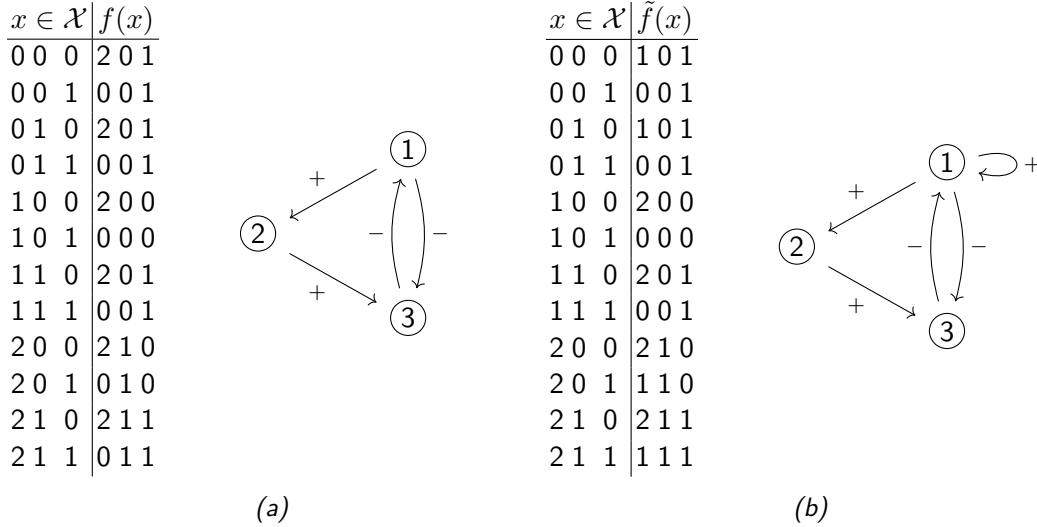 x ∈ 𝒳 f(x)
0 0 0 2 0 1
0 0 1 0 0 1
0 1 0 2 0 1
0 1 1 0 0 1
1 0 0 2 0 0
1 0 1 0 0 0
1 1 0 2 0 1
1 1 1 0 0 1
2 0 0 2 1 0
2 0 1 0 1 0
2 1 0 2 1 1
2 1 1 0 1 1
1
+
2
− −
+
3
(a)
x ∈ 𝒳 f̃(x)
0 0 0 1 0 1
0 0 1 0 0 1
0 1 0 1 0 1
0 1 1 0 0 1
1 0 0 2 0 0
1 0 1 0 0 0
1 1 0 2 0 1
1 1 1 0 0 1
2 0 0 2 1 0
2 0 1 1 1 0
2 1 0 2 1 1
2 1 1 1 1 1
1 +
+
2
− −
+
3
(b)